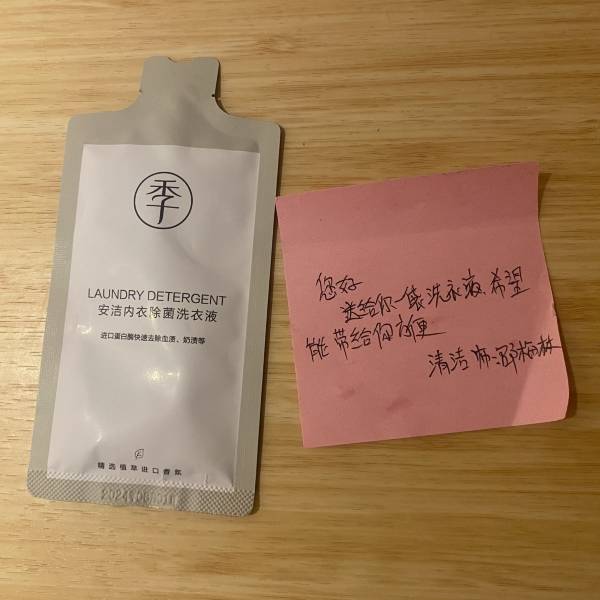 季
LAUNDRY DETERGENT
安洁内衣除菌洗衣液
进口蛋白酶快速去除血渍、奶渍等
精选植萃进口香氛
您好
送给你一袋洗衣液,希望
能带给你方便
清洁师: